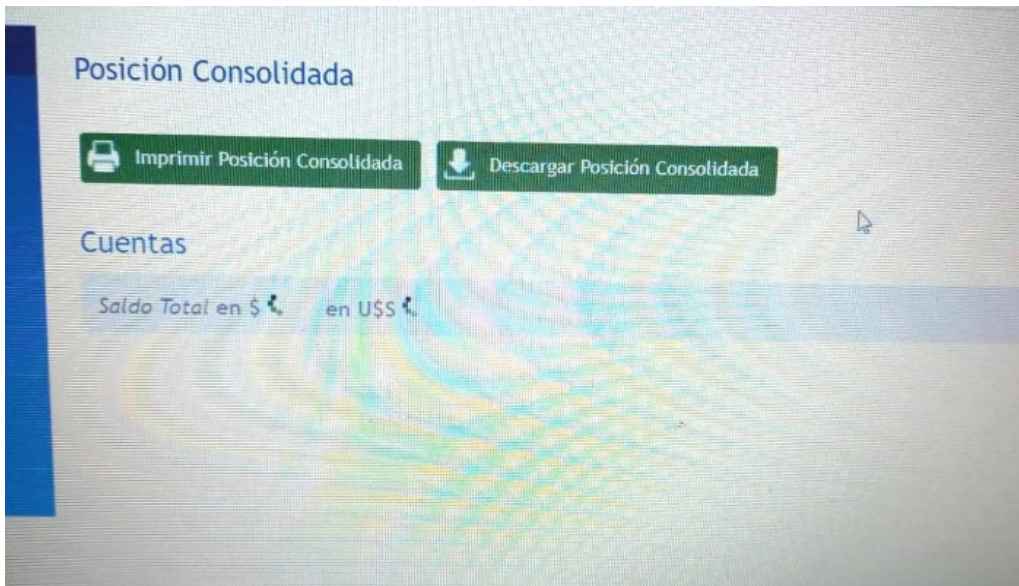 Posición Consolidada
Imprimir Posición Consolidada
Descargar Posición Consolidada
Cuentas
Saldo Total en $ en U$S